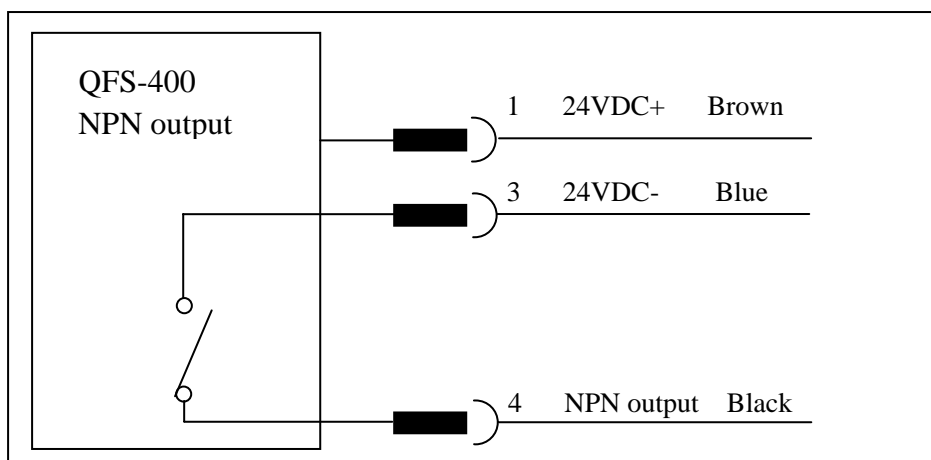 QFS-400
NPN output
1 24VDC+ Brown
3 24VDC- Blue
4 NPN output Black